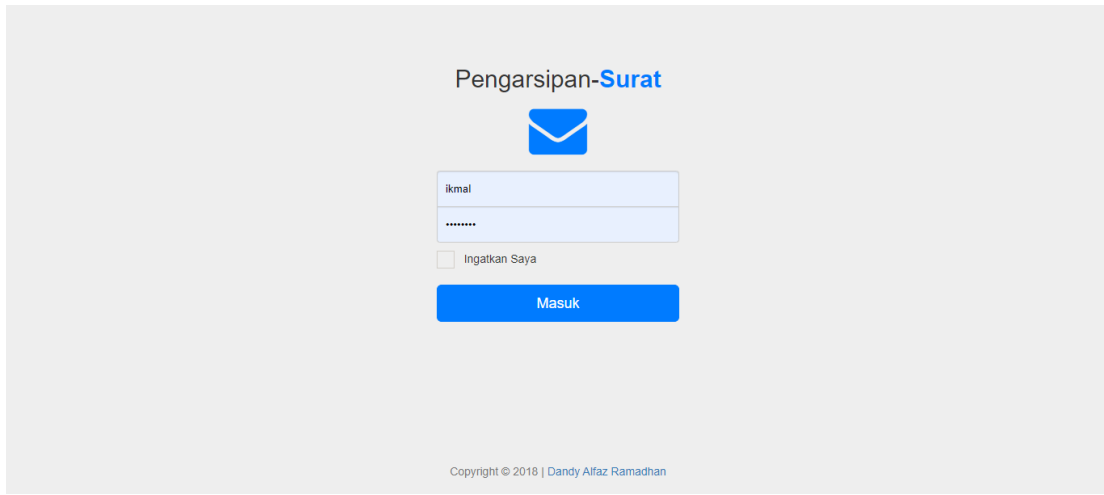 Pengarsipan-Surat
ikmal
••••••••
Ingatkan Saya
Masuk
Copyright © 2018 | Dandy Alfaz Ramadhan